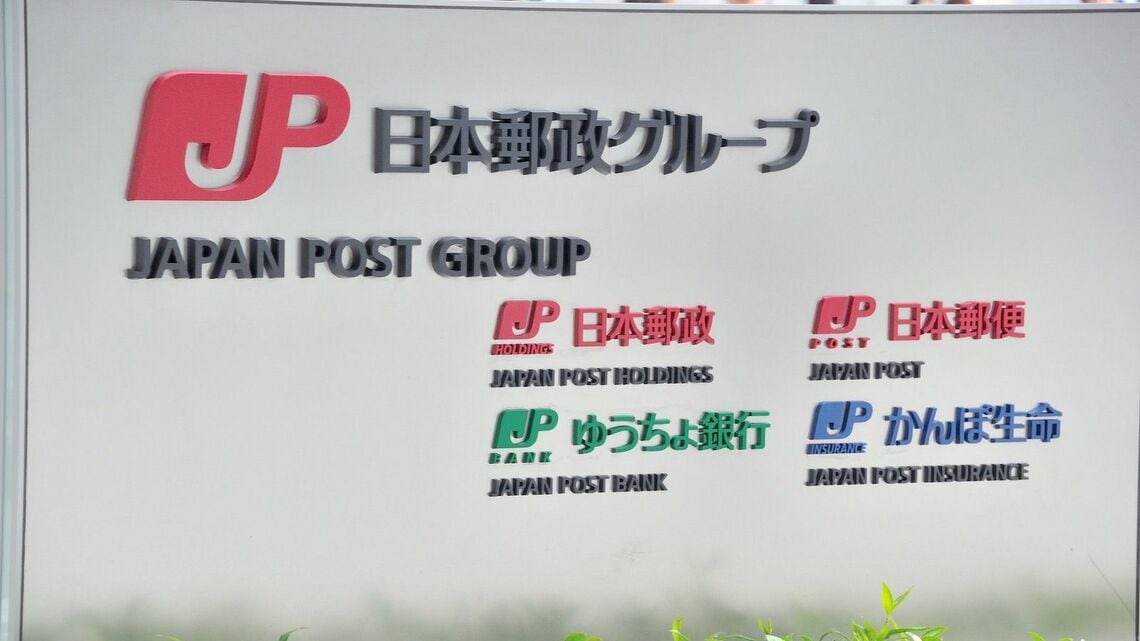 JP 日本郵政グループ
JAPAN POST GROUP
JP 日本郵政
HOLDINGS
JAPAN POST HOLDINGS
JP 日本郵便
POST
JAPAN POST
JP ゆうちょ銀行
BANK
JAPAN POST BANK
JP かんぽ生命
INSURANCE
JAPAN POST INSURANCE